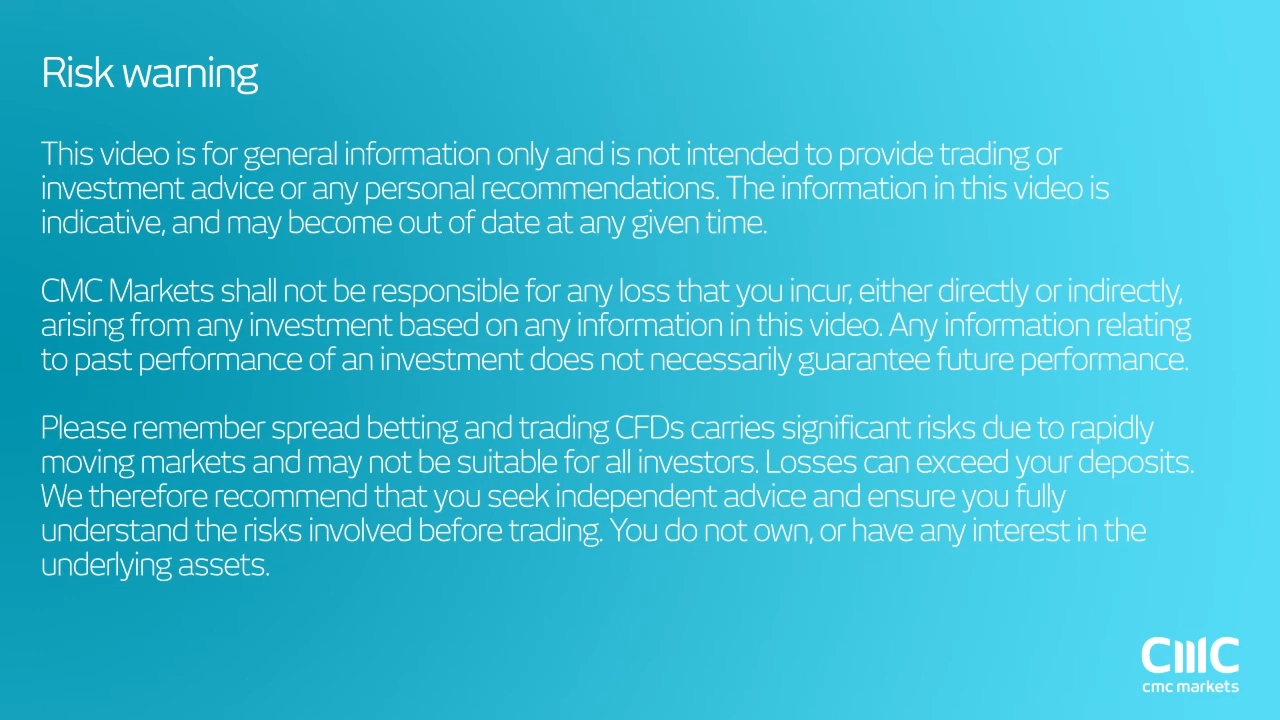 Risk warning
This video is for general information only and is not intended to provide trading or
investment advice or any personal recommendations. The information in this video is
indicative, and may become out of date at any given time.
CMC Markets shall not be responsible for any loss that you incur, either directly or indirectly,
arising from any investment based on any information in this video. Any information relating
to past performance of an investment does not necessarily guarantee future performance.
Please remember spread betting and trading CFDs carries significant risks due to rapidly
moving markets and may not be suitable for all investors. Losses can exceed your deposits.
We therefore recommend that you seek independent advice and ensure you fully
understand the risks involved before trading. You do not own, or have any interest in the
underlying assets.
CMC
cmc markets